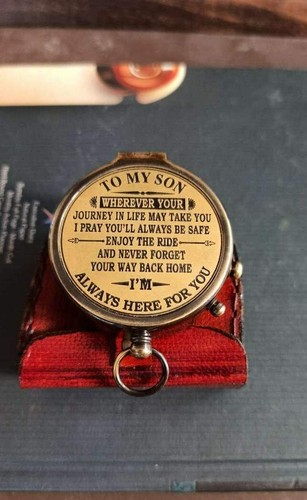 TO MY SON
WHEREVER YOUR
JOURNEY IN LIFE MAY TAKE YOU
I PRAY YOU'LL ALWAYS BE SAFE
ENJOY THE RIDE
AND NEVER FORGET
YOUR WAY BACK HOME
I'M
ALWAYS HERE FOR YOU